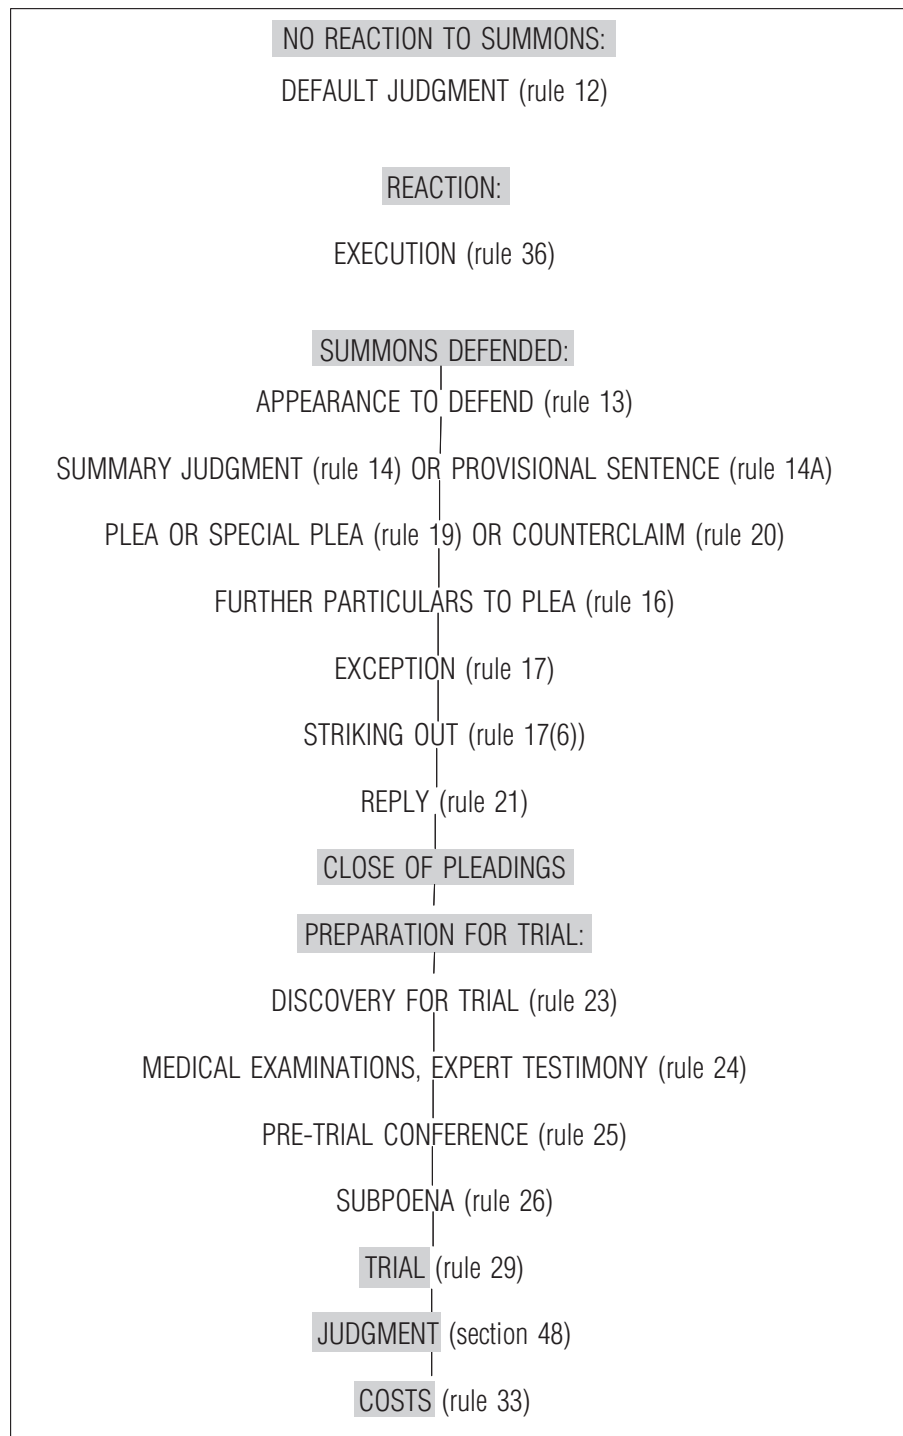 NO REACTION TO SUMMONS:
DEFAULT JUDGMENT (rule 12)
REACTION:
EXECUTION (rule 36)
SUMMONS DEFENDED:
APPEARANCE TO DEFEND (rule 13)
SUMMARY JUDGMENT (rule 14) OR PROVISIONAL SENTENCE (rule 14A)
PLEA OR SPECIAL PLEA (rule 19) OR COUNTERCLAIM (rule 20)
FURTHER PARTICULARS TO PLEA (rule 16)
EXCEPTION (rule 17)
STRIKING OUT (rule 17(6))
REPLY (rule 21)
CLOSE OF PLEADINGS
PREPARATION FOR TRIAL:
DISCOVERY FOR TRIAL (rule 23)
MEDICAL EXAMINATIONS, EXPERT TESTIMONY (rule 24)
PRE-TRIAL CONFERENCE (rule 25)
SUBPOENA (rule 26)
TRIAL (rule 29)
JUDGMENT (section 48)
COSTS (rule 33)